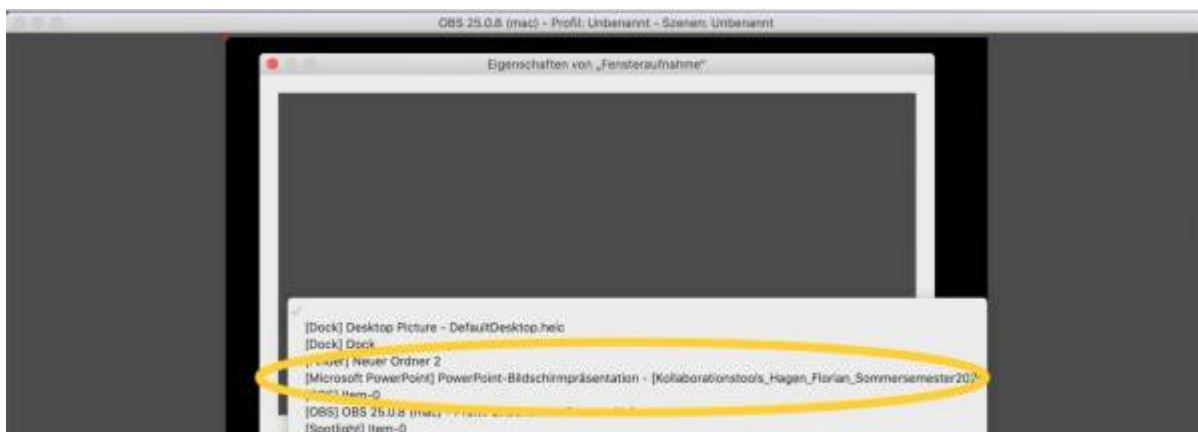 OBS 25.0.8 (mac) - Profil: Unbenannt - Szenen: Unbenannt
Eigenschaften von „Fensteraufnahme“
[Dock] Desktop Picture - DefaultDesktop.heic
[Dock] Dock
[Finder] Neuer Ordner 2
[Microsoft PowerPoint] PowerPoint-Bildschirmpräsentation - [Kollaborationstools_Hagen_Florian_Sommersemester202
[OBS] Item-0
[OBS] OBS 25.0.8 (mac) -
[Spotlight] Item-0